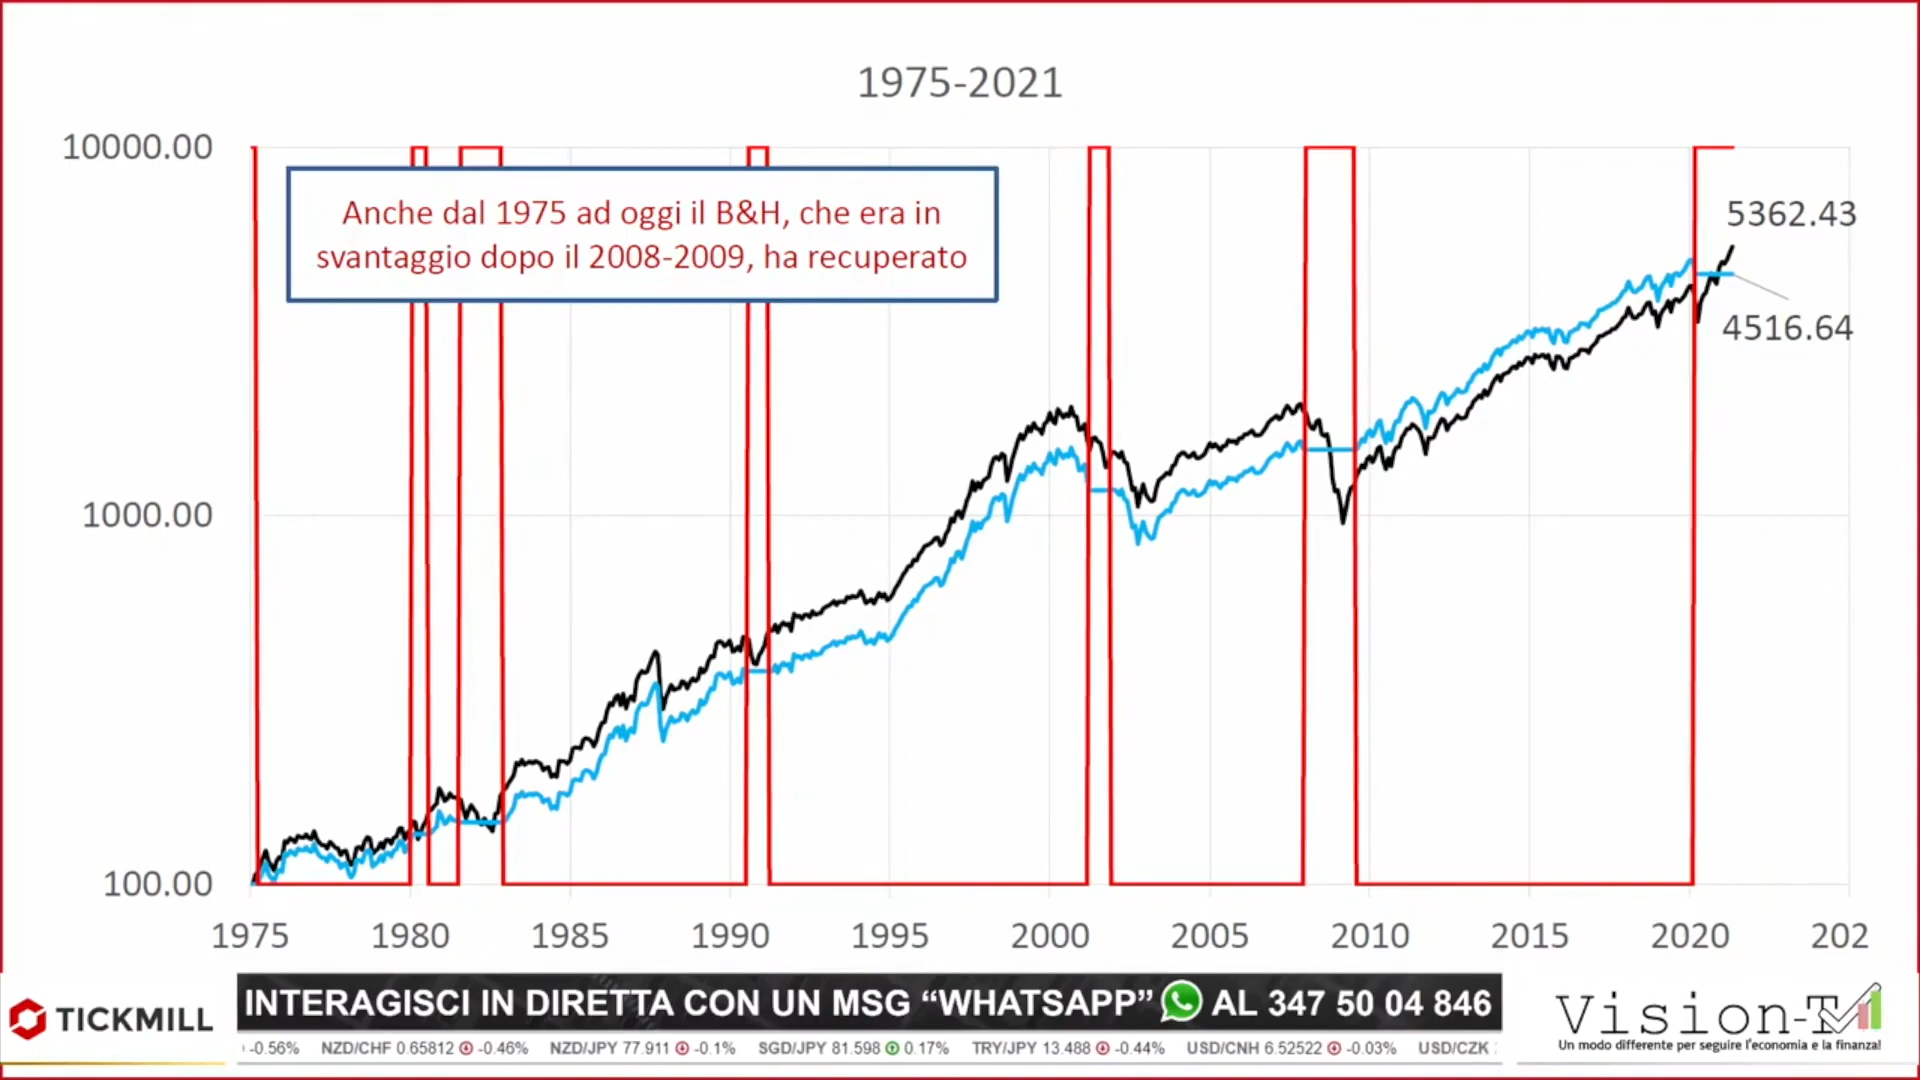 1975-2021
10000.00
Anche dal 1975 ad oggi il B&H, che era in
svantaggio dopo il 2008-2009, ha recuperato
5362.43
4516.64
1000.00
100.00
1975 1980 1985 1990 1995 2000 2005 2010 2015 2020 202
TICKMILL
INTERAGISCI IN DIRETTA CON UN MSG “WHATSAPP” AL 347 50 04 846
-0.56% NZD/CHF 0.65812 -0.46% NZD/JPY 77.911 -0.1% SGD/JPY 81.598 0.17% TRY/JPY 13.488 -0.44% USD/CNH 6.52522 -0.03% USD/CZK
Vision-T
Un modo differente per seguire l'economia e la finanza!